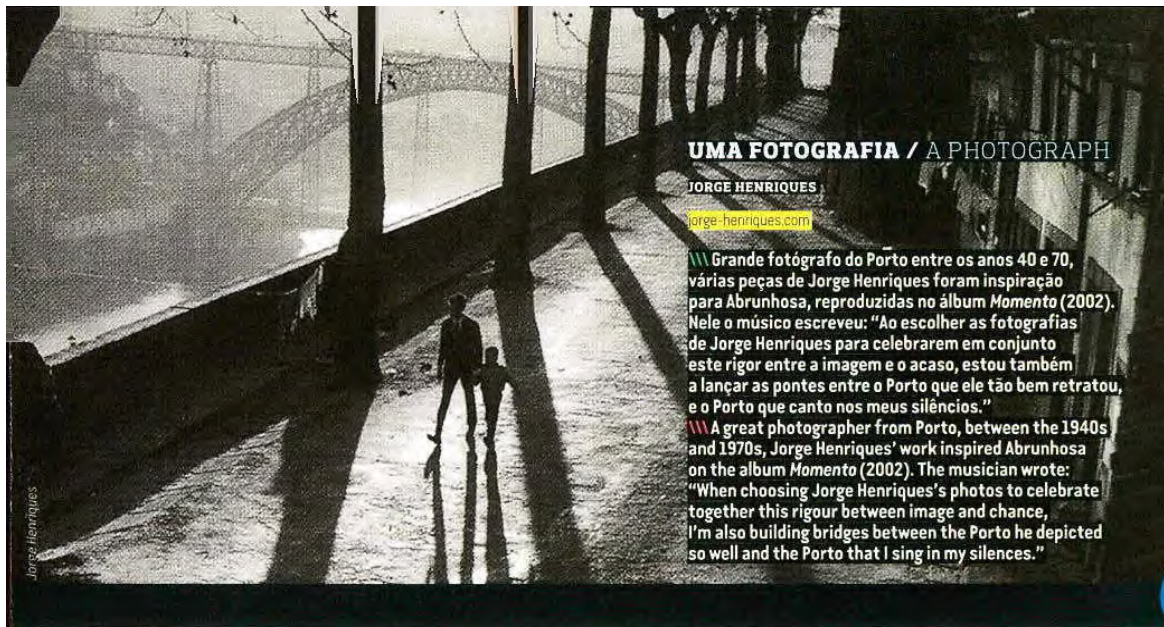 UMA FOTOGRAFIA / A PHOTOGRAPH
JORGE HENRIQUES
jorge-henriques.com
\\\ Grande fotógrafo do Porto entre os anos 40 e 70,
várias peças de Jorge Henriques foram inspiração
para Abrunhosa, reproduzidas no álbum Momento (2002).
Nele o músico escreveu: “Ao escolher as fotografias
de Jorge Henriques para celebrarem em conjunto
este rigor entre a imagem e o acaso, estou também
a lançar as pontes entre o Porto que ele tão bem retratou,
e o Porto que canto nos meus silêncios.”
\\\ A great photographer from Porto, between the 1940s
and 1970s, Jorge Henriques’ work inspired Abrunhosa
on the album Momento (2002). The musician wrote:
“When choosing Jorge Henriques’s photos to celebrate
together this rigour between image and chance,
I’m also building bridges between the Porto he depicted
so well and the Porto that I sing in my silences.”
Jorge Henriques